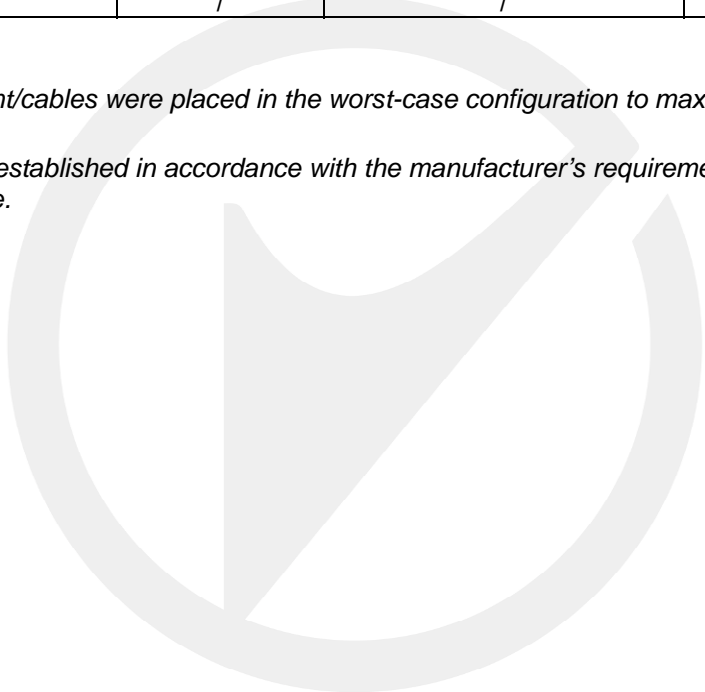 / /
nt/cables were placed in the worst-case configuration to max
established in accordance with the manufacturer's requireme
e.